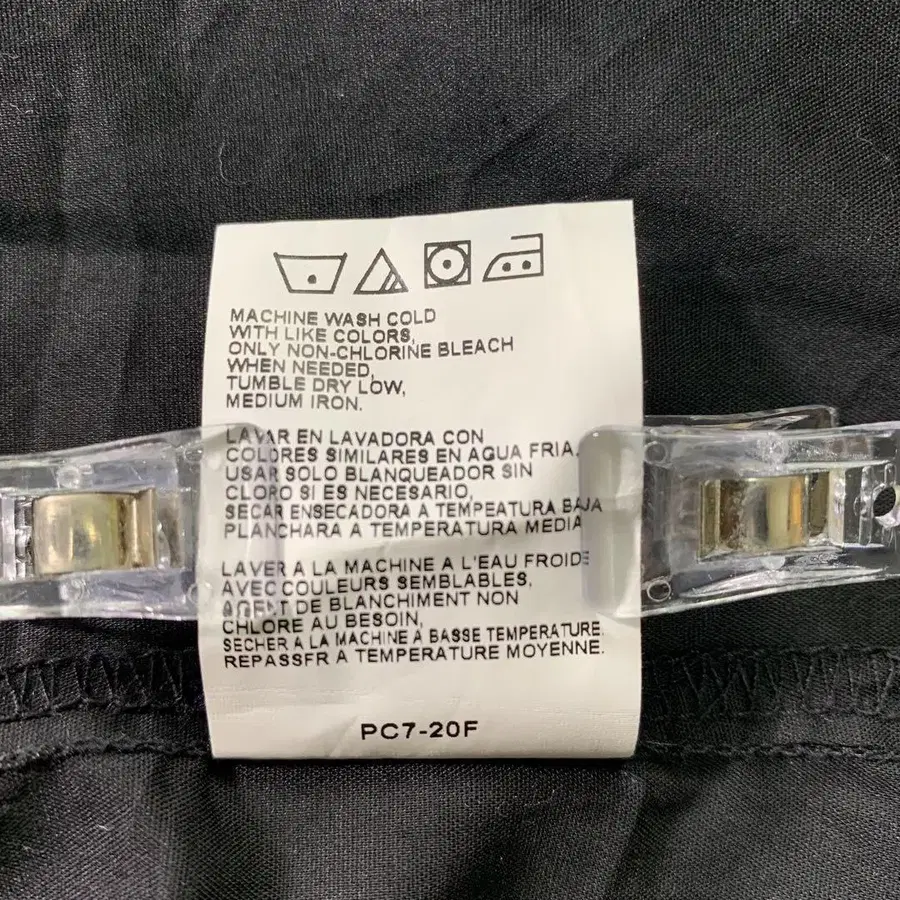 MACHINE WASH COLD
WITH LIKE COLORS,
ONLY NON-CHLORINE BLEACH
WHEN NEEDED,
TUMBLE DRY LOW,
MEDIUM IRON.
LAVAR EN LAVADORA CON
COLORES SIMILARES EN AGUA FRIA.
USAR SOLO BLANQUEADOR SIN
CLORO SI ES NECESARIO,
SECAR ENSECADORA A TEMPEATURA BAJA
PLANCHARA A TEMPERATURA MEDIA
LAVER A LA MACHINE A L'EAU FROIDE
AVEC COULEURS SEMBLABLES,
AGENT DE BLANCHIMENT NON
CHLORE AU BESOIN,
SECHER A LA MACHINE A BASSE TEMPERATURE.
REPASSFR A TEMPERATURE MOYENNE.
PC7-20F